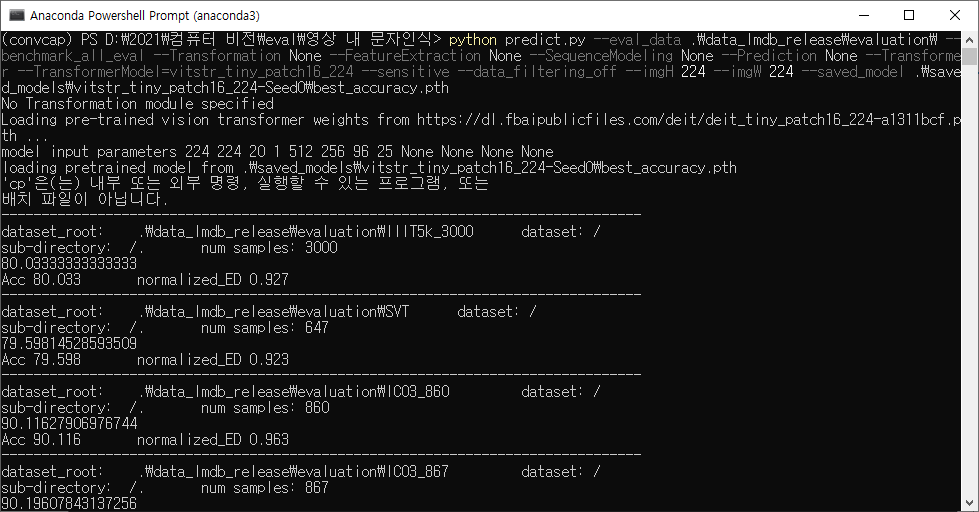 Anaconda Powershell Prompt (anaconda3)
(convcap) PS D:\2021\컴퓨터 비전\eval\영상 내 문자인식> python predict.py --eval_data .\data_lmdb_release\evaluation\ --
benchmark_all_eval --Transformation None --FeatureExtraction None --SequenceModeling None --Prediction None --Transforme
r --TransformerModel=vitstr_tiny_patch16_224 --sensitive --data_filtering_off --imgH 224 --imgW 224 --saved_model .\save
d_models\vitstr_tiny_patch16_224-Seed0\best_accuracy.pth
No Transformation module specified
Loading pre-trained vision transformer weights from https://dl.fbaipublicfiles.com/deit/deit_tiny_patch16_224-a1311bcf.p
th ...
model input parameters 224 224 20 1 512 256 96 25 None None None None
loading pretrained model from .\saved_models\vitstr_tiny_patch16_224-Seed0\best_accuracy.pth
'cp'은(는) 내부 또는 외부 명령, 실행할 수 있는 프로그램, 또는
배치 파일이 아닙니다.
--------------------------------------------------------------------------------
dataset_root:    .\data_lmdb_release\evaluation\IIIT5k_3000      dataset: /
sub-directory:  /.       num samples: 3000
80.03333333333333
Acc 80.033       normalized_ED 0.927
--------------------------------------------------------------------------------
dataset_root:    .\data_lmdb_release\evaluation\SVT      dataset: /
sub-directory:  /.       num samples: 647
79.59814528593509
Acc 79.598       normalized_ED 0.923
--------------------------------------------------------------------------------
dataset_root:    .\data_lmdb_release\evaluation\IC03_860         dataset: /
sub-directory:  /.       num samples: 860
90.11627906976744
Acc 90.116       normalized_ED 0.963
--------------------------------------------------------------------------------
dataset_root:    .\data_lmdb_release\evaluation\IC03_867         dataset: /
sub-directory:  /.       num samples: 867
90.19607843137256